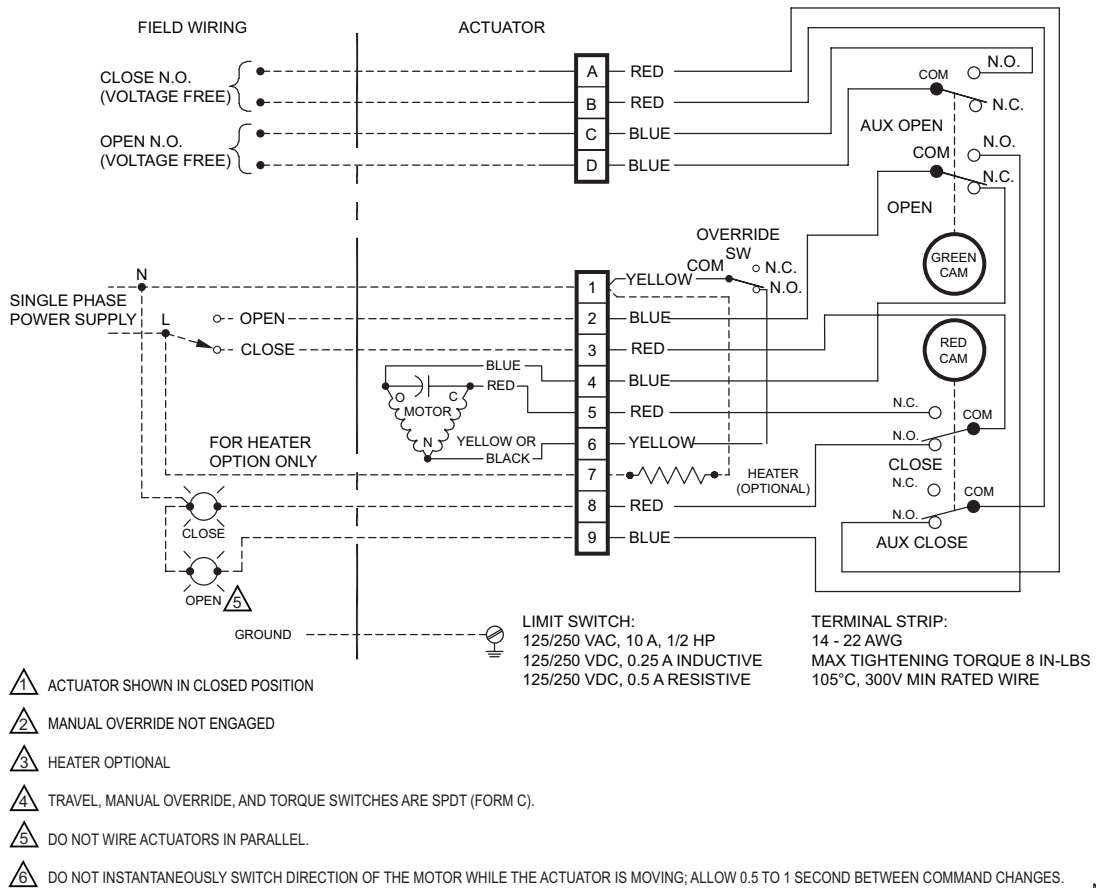 FIELD WIRING
ACTUATOR
CLOSE N.O.
(VOLTAGE FREE)
OPEN N.O.
(VOLTAGE FREE)
A RED
B RED
C BLUE
D BLUE
N.O.
COM
N.C.
AUX OPEN
N.O.
COM
N.C.
OPEN
GREEN
CAM
OVERRIDE
SW
COM
N.C.
N.O.
N
SINGLE PHASE
POWER SUPPLY
L
OPEN
CLOSE
1 YELLOW
2 BLUE
3 RED
4 BLUE
5 RED
6 YELLOW
7
8 RED
9 BLUE
RED
CAM
BLUE
RED
O
C
MOTOR
N
YELLOW OR
BLACK
FOR HEATER
OPTION ONLY
HEATER
(OPTIONAL)
N.C.
COM
N.O.
CLOSE
N.C.
COM
N.O.
AUX CLOSE
CLOSE
OPEN
5
GROUND
LIMIT SWITCH:
125/250 VAC, 10 A, 1/2 HP
125/250 VDC, 0.25 A INDUCTIVE
125/250 VDC, 0.5 A RESISTIVE
TERMINAL STRIP:
14 - 22 AWG
MAX TIGHTENING TORQUE 8 IN-LBS
105°C, 300V MIN RATED WIRE
1 ACTUATOR SHOWN IN CLOSED POSITION
2 MANUAL OVERRIDE NOT ENGAGED
3 HEATER OPTIONAL
4 TRAVEL, MANUAL OVERRIDE, AND TORQUE SWITCHES ARE SPDT (FORM C).
5 DO NOT WIRE ACTUATORS IN PARALLEL.
6 DO NOT INSTANTANEOUSLY SWITCH DIRECTION OF THE MOTOR WHILE THE ACTUATOR IS MOVING; ALLOW 0.5 TO 1 SECOND BETWEEN COMMAND CHANGES.